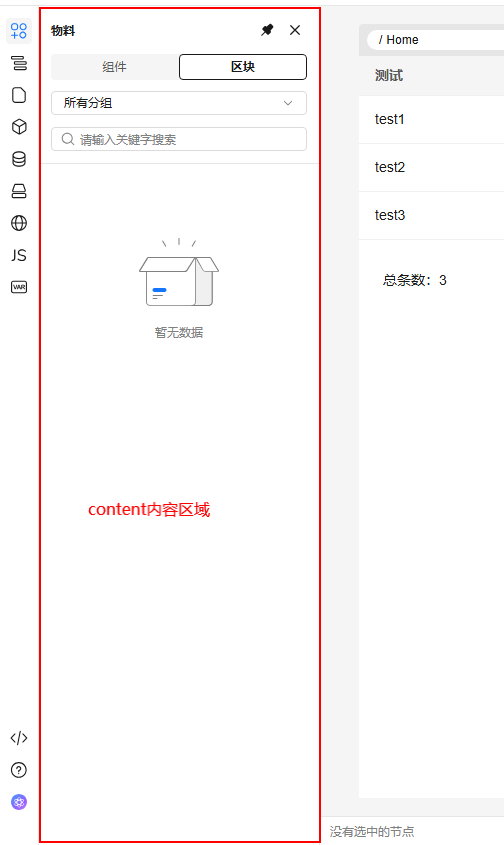 物料
组件
区块
所有分组
请输入关键字搜索
暂无数据
content内容区域
JS
VAR
/ Home
测试
test1
test2
test3
总条数：3
没有选中的节点